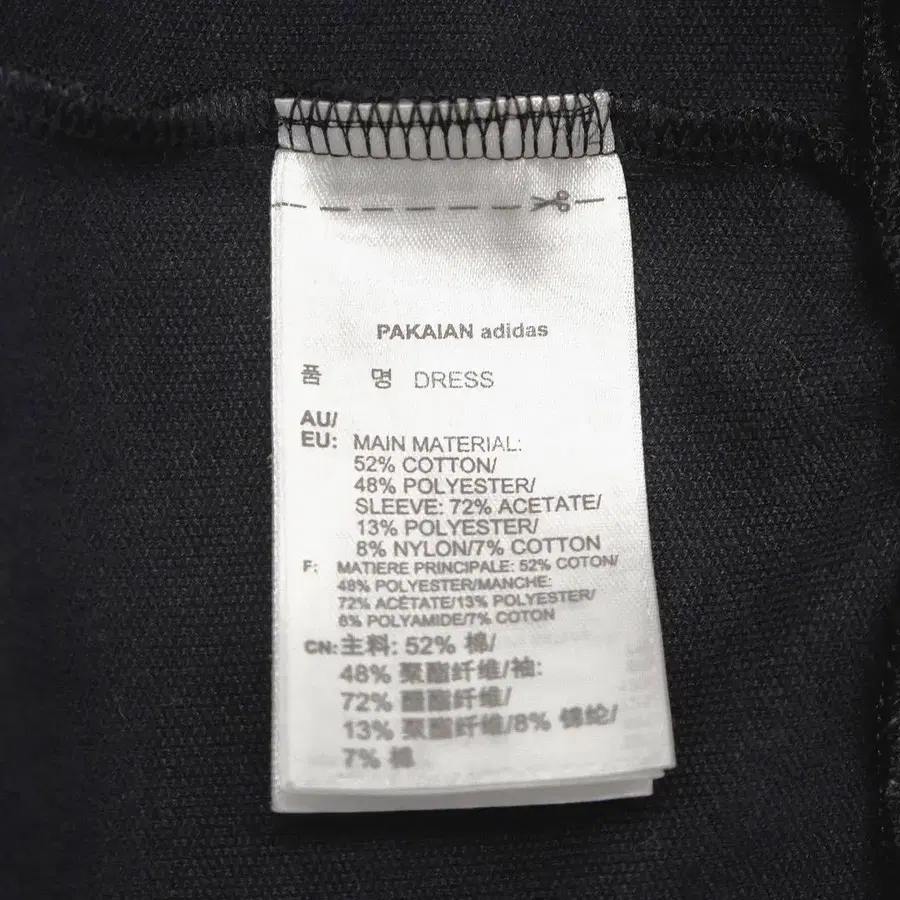 PAKAIAN adidas
품 명 DRESS
AU/
EU: MAIN MATERIAL:
52% COTTON/
48% POLYESTER/
SLEEVE: 72% ACETATE/
13% POLYESTER/
8% NYLON/7% COTTON
F: MATIERE PRINCIPALE: 52% COTON/
48% POLYESTER/MANCHE:
72% ACÉTATE/13% POLYESTER/
8% POLYAMIDE/7% COTON
CN: 主料: 52% 棉/
48% 聚酯纤维/袖:
72% 醋酯纤维/
13% 聚酯纤维/8% 锦纶/
7% 棉